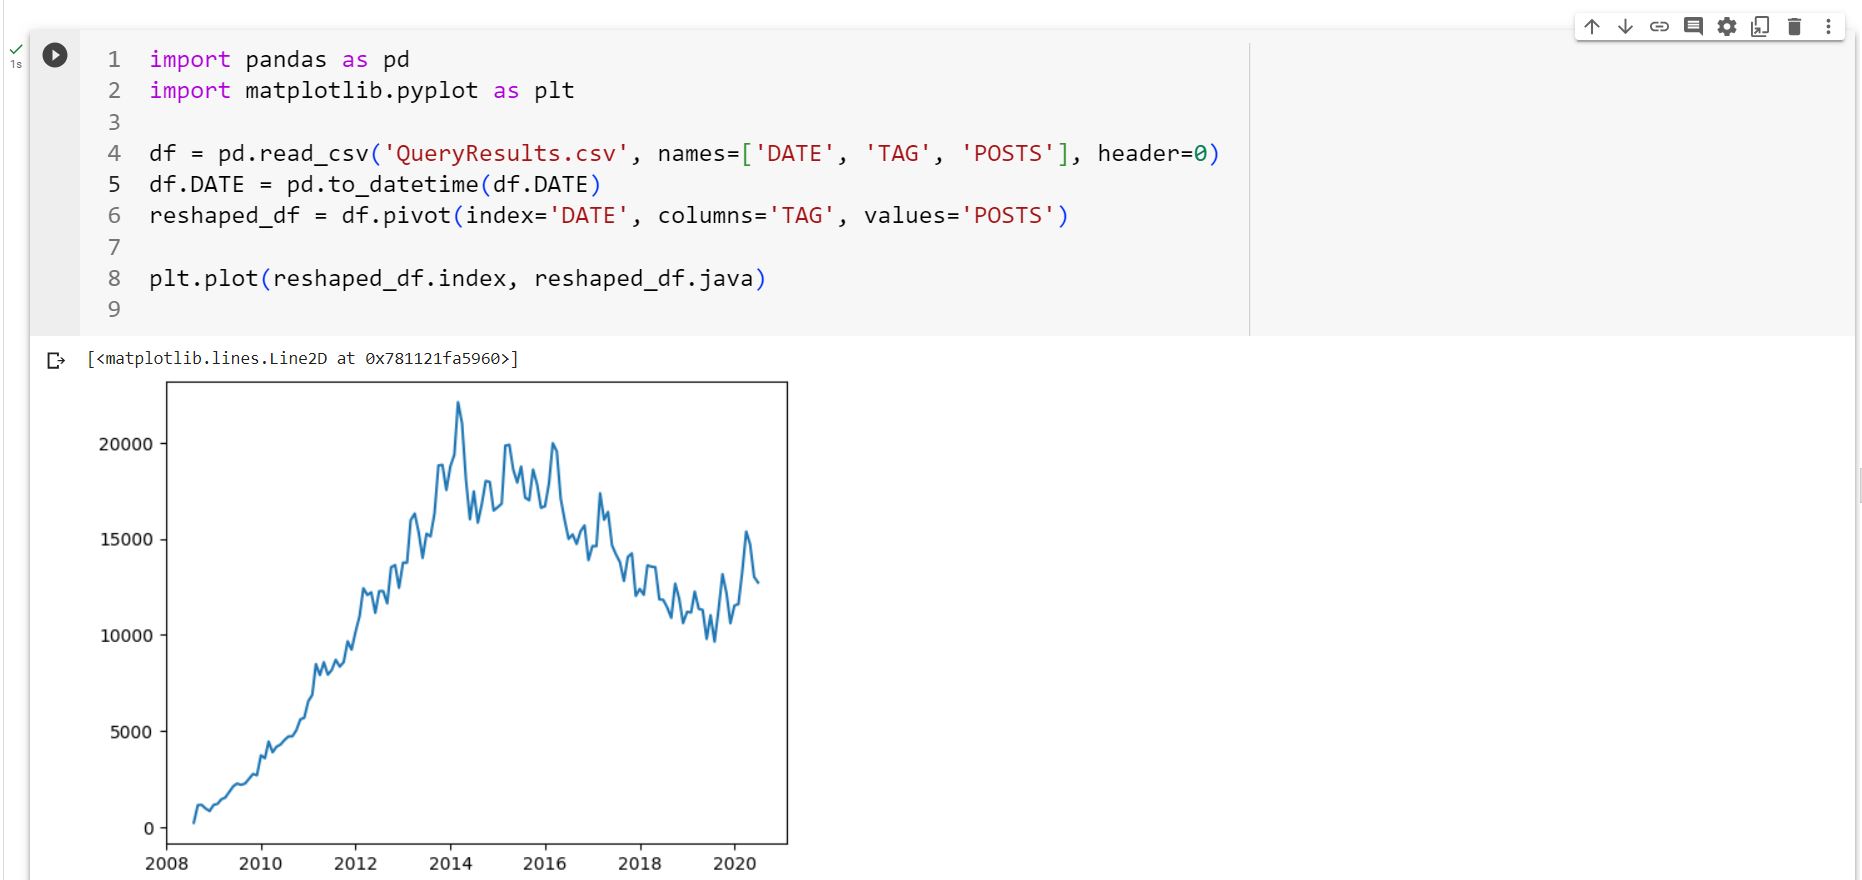 1s
1 import pandas as pd
2 import matplotlib.pyplot as plt
3
4 df = pd.read_csv('QueryResults.csv', names=['DATE', 'TAG', 'POSTS'], header=0)
5 df.DATE = pd.to_datetime(df.DATE)
6 reshaped_df = df.pivot(index='DATE', columns='TAG', values='POSTS')
7
8 plt.plot(reshaped_df.index, reshaped_df.java)
9
[<matplotlib.lines.Line2D at 0x781121fa5960>]
20000
15000
10000
5000
0
2008 2010 2012 2014 2016 2018 2020